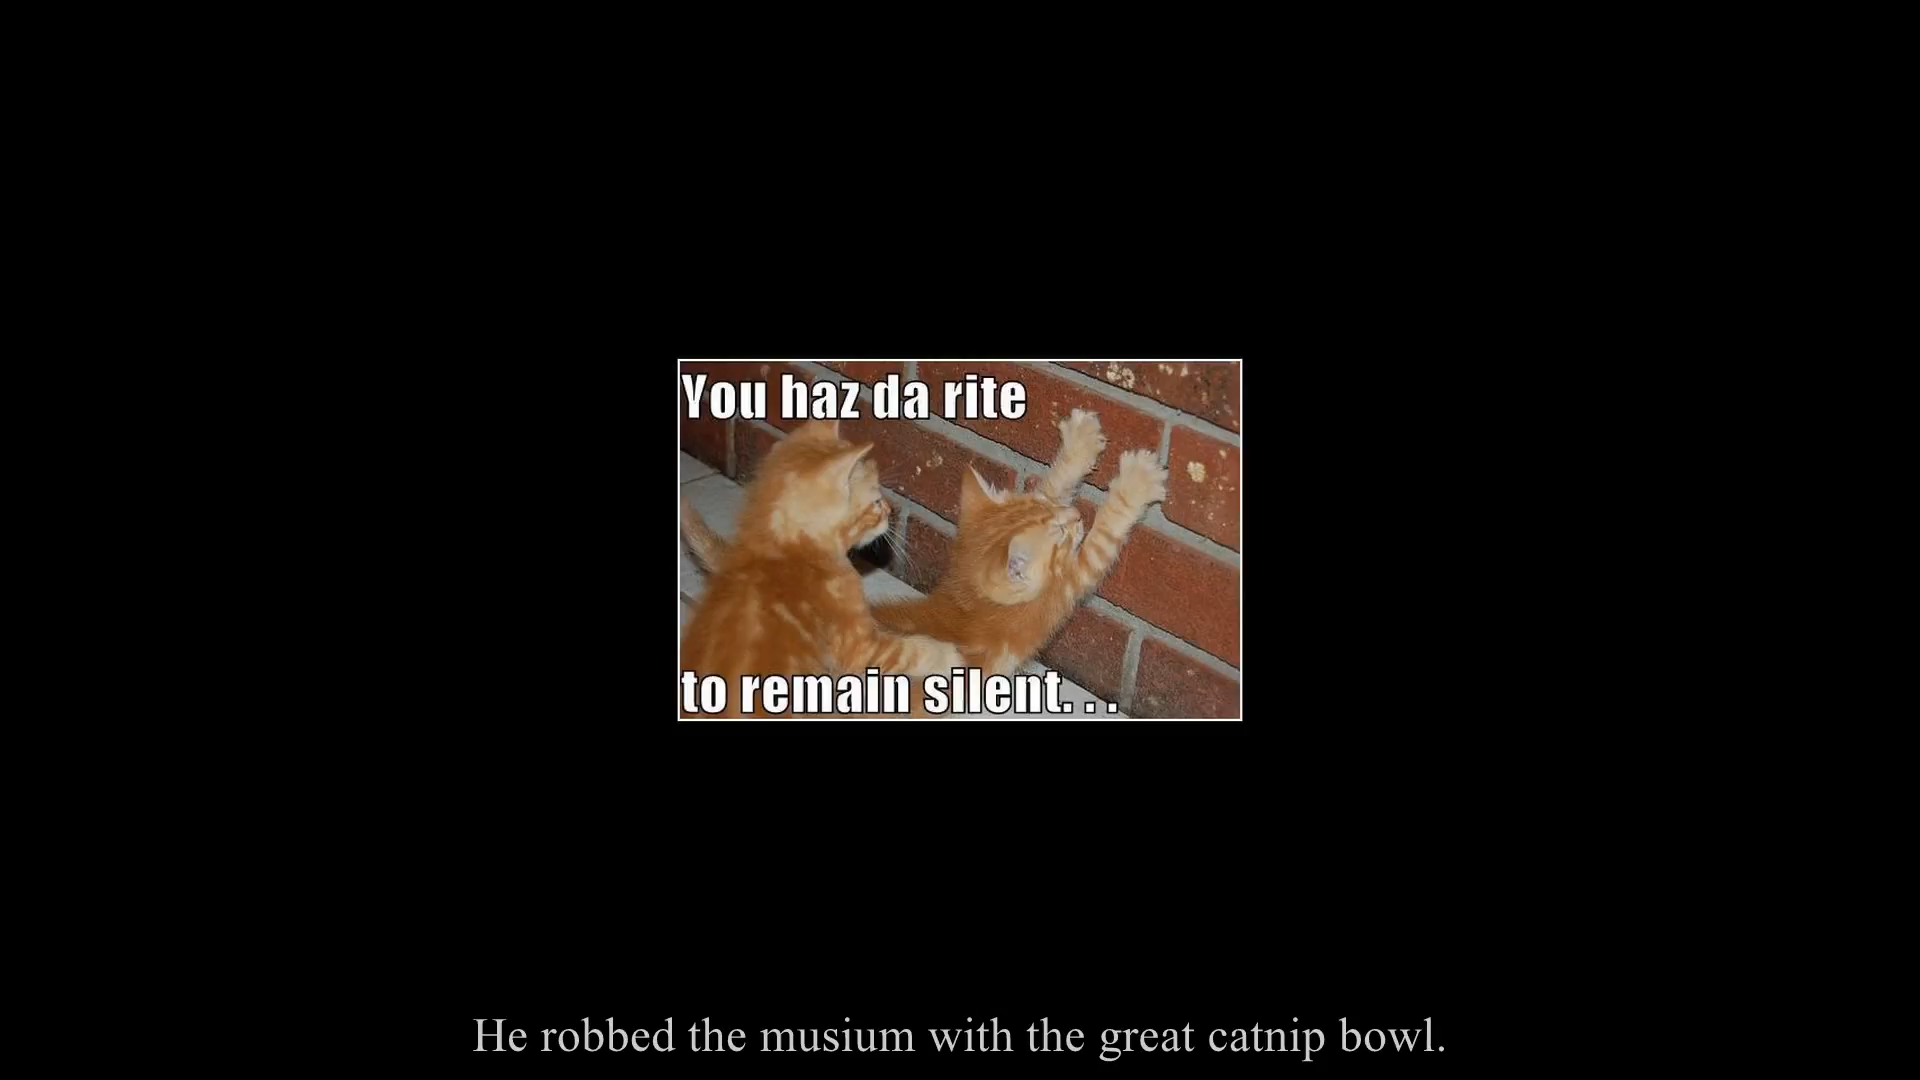 You haz da rite
to remain silent. . .
He robbed the musium with the great catnip bowl.